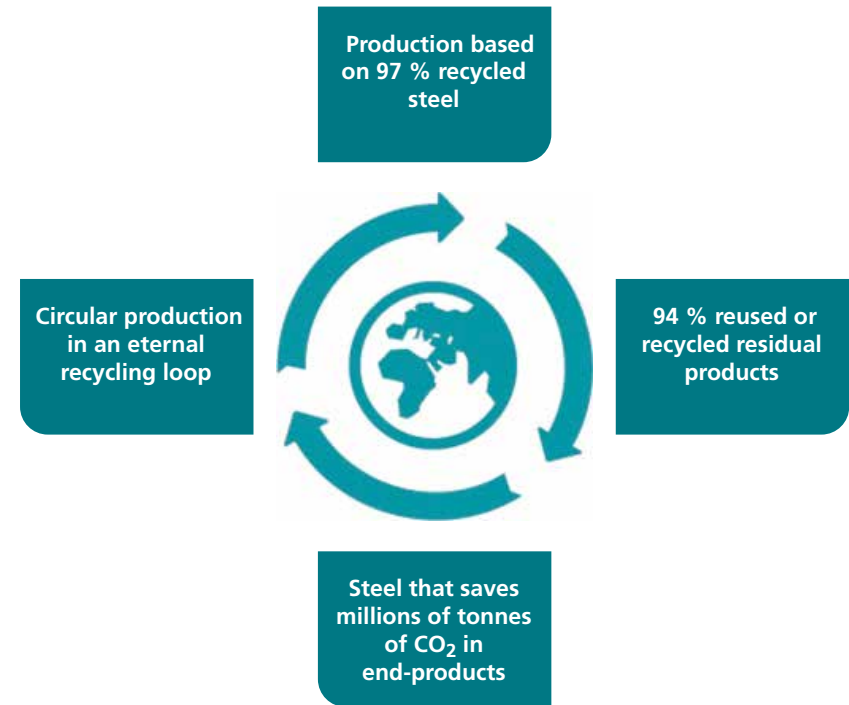 Production based
on 97 % recycled
steel
Circular production
in an eternal
recycling loop
94 % reused or
recycled residual
products
Steel that saves
millions of tonnes
of CO₂ in
end-products